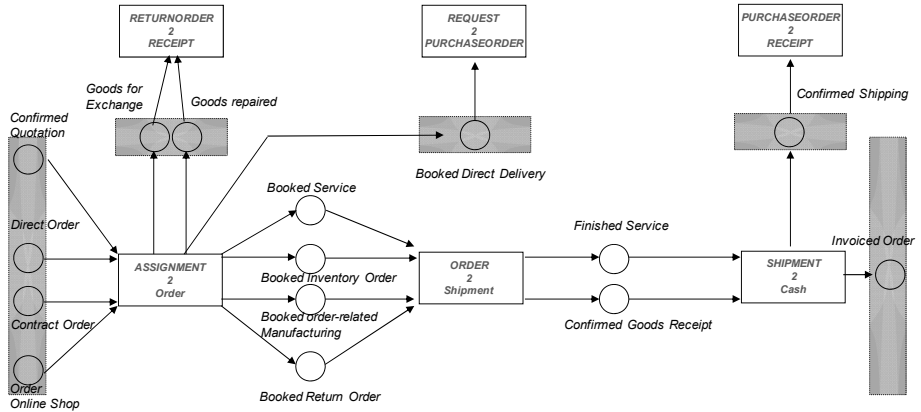 RETURNORDER
2
RECEIPT
REQUEST
2
PURCHASEORDER
PURCHASEORDER
2
RECEIPT
Goods for
Exchange
Goods repaired
Confirmed Shipping
Confirmed
Quotation
Booked Direct Delivery
Booked Service
Direct Order
Finished Service
Invoiced Order
ASSIGNMENT
2
Order
Booked Inventory Order
ORDER
2
Shipment
SHIPMENT
2
Cash
Contract Order
Booked order-related
Manufacturing
Confirmed Goods Receipt
Order
Online Shop
Booked Return Order